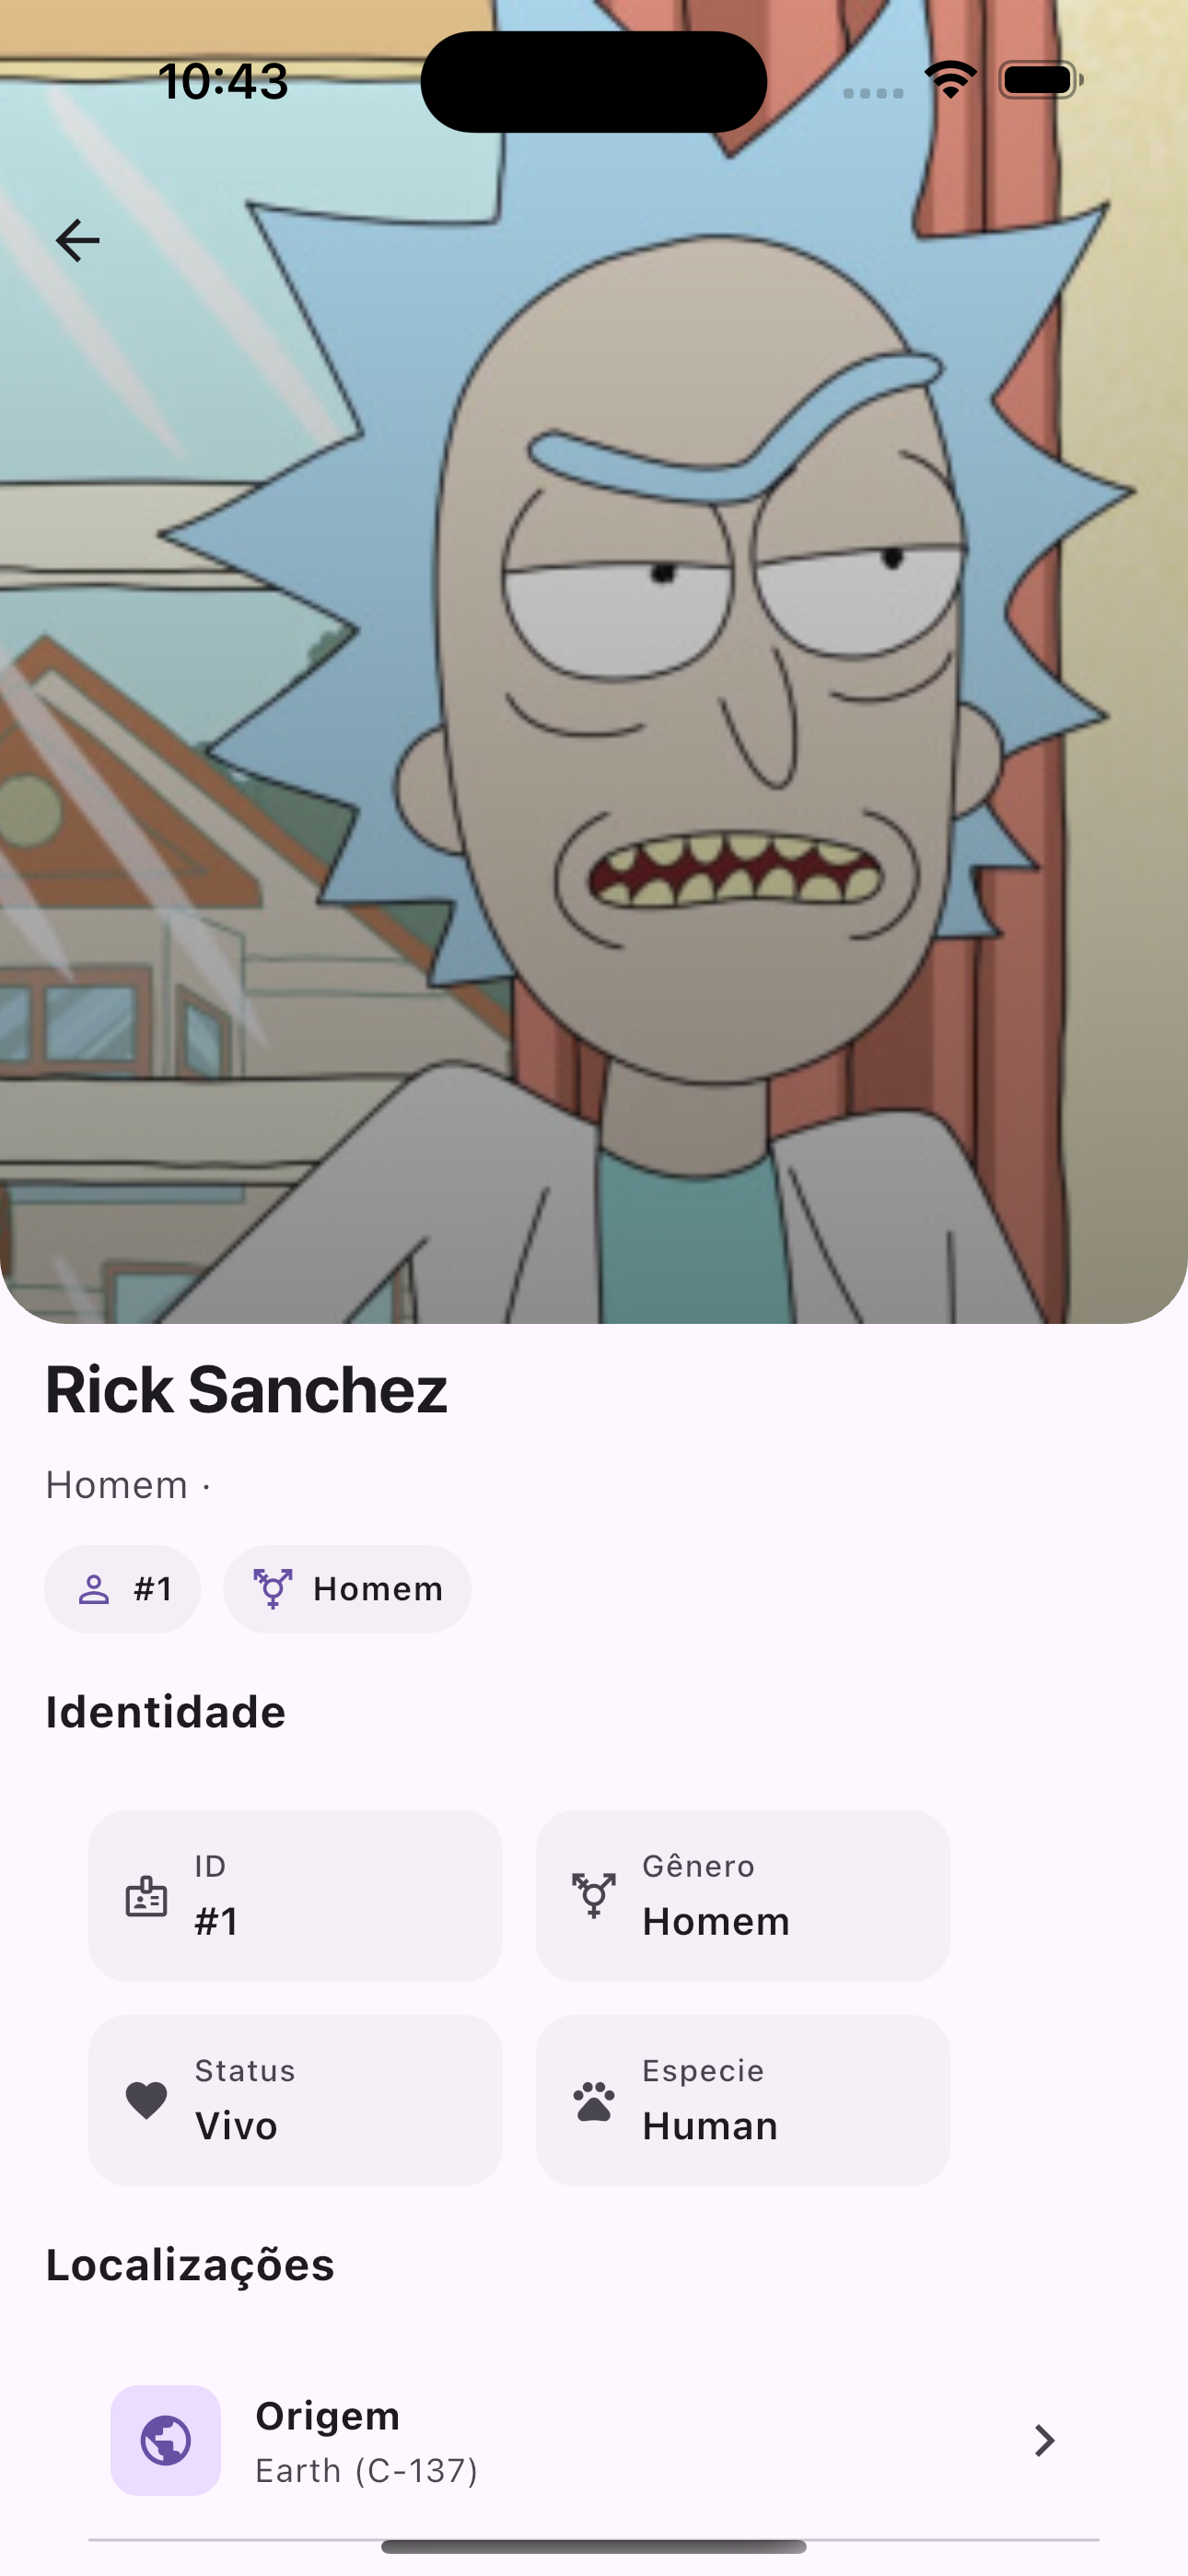 10:43
Rick Sanchez
Homem ·
#1
Homem
Identidade
ID
#1
Gênero
Homem
Status
Vivo
Especie
Human
Localizações
Origem
Earth (C-137)